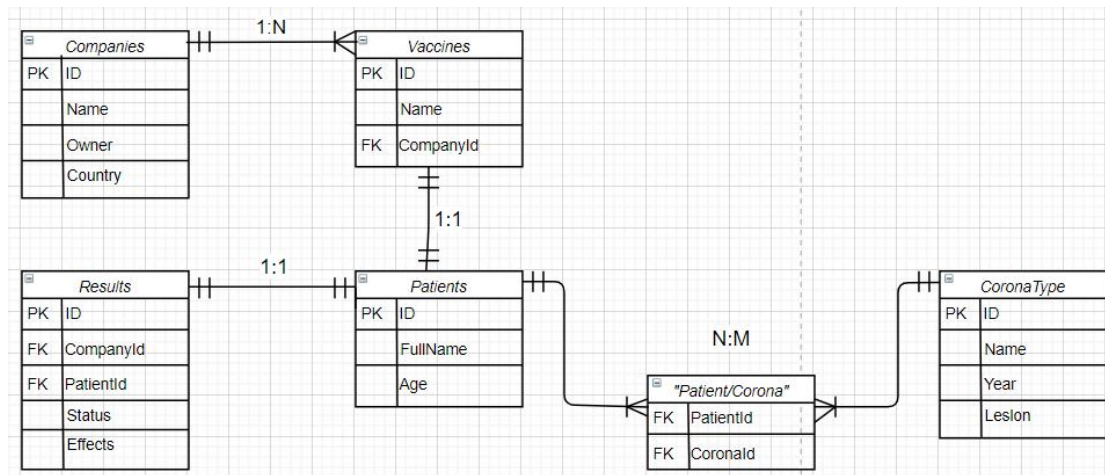 1:N
Companies
PK ID
Name
Owner
Country
Vaccines
PK ID
Name
FK CompanyId
1:1
1:1
Results
PK ID
FK CompanyId
FK PatientId
Status
Effects
Patients
PK ID
FullName
Age
N:M
"Patient/Corona"
FK PatientId
FK CoronaId
CoronaType
PK ID
Name
Year
Leslon